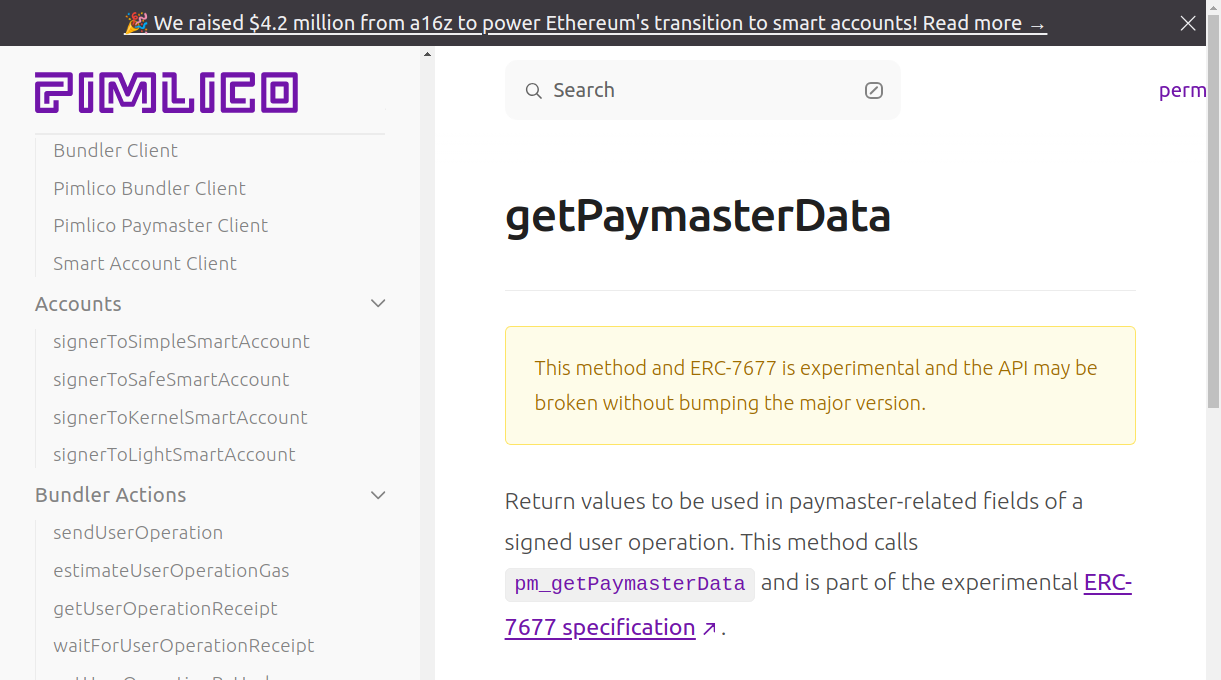 🎉 We raised $4.2 million from a16z to power Ethereum's transition to smart accounts! Read more →
PIMLICO
Bundler Client
Pimlico Bundler Client
Pimlico Paymaster Client
Smart Account Client
Accounts
signerToSimpleSmartAccount
signerToSafeSmartAccount
signerToKernelSmartAccount
signerToLightSmartAccount
Bundler Actions
sendUserOperation
estimateUserOperationGas
getUserOperationReceipt
waitForUserOperationReceipt
Search
perm
getPaymasterData
This method and ERC-7677 is experimental and the API may be
broken without bumping the major version.
Return values to be used in paymaster-related fields of a
signed user operation. This method calls
pm_getPaymasterData and is part of the experimental ERC-
7677 specification ↗.